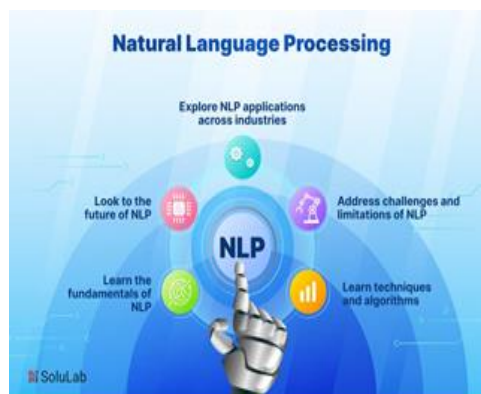 Natural Language Processing
Explore NLP applications
across industries
Look to the
future of NLP
Address challenges and
limitations of NLP
NLP
Learn the
fundamentals of
NLP
Learn techniques
and algorithms
SoluLab